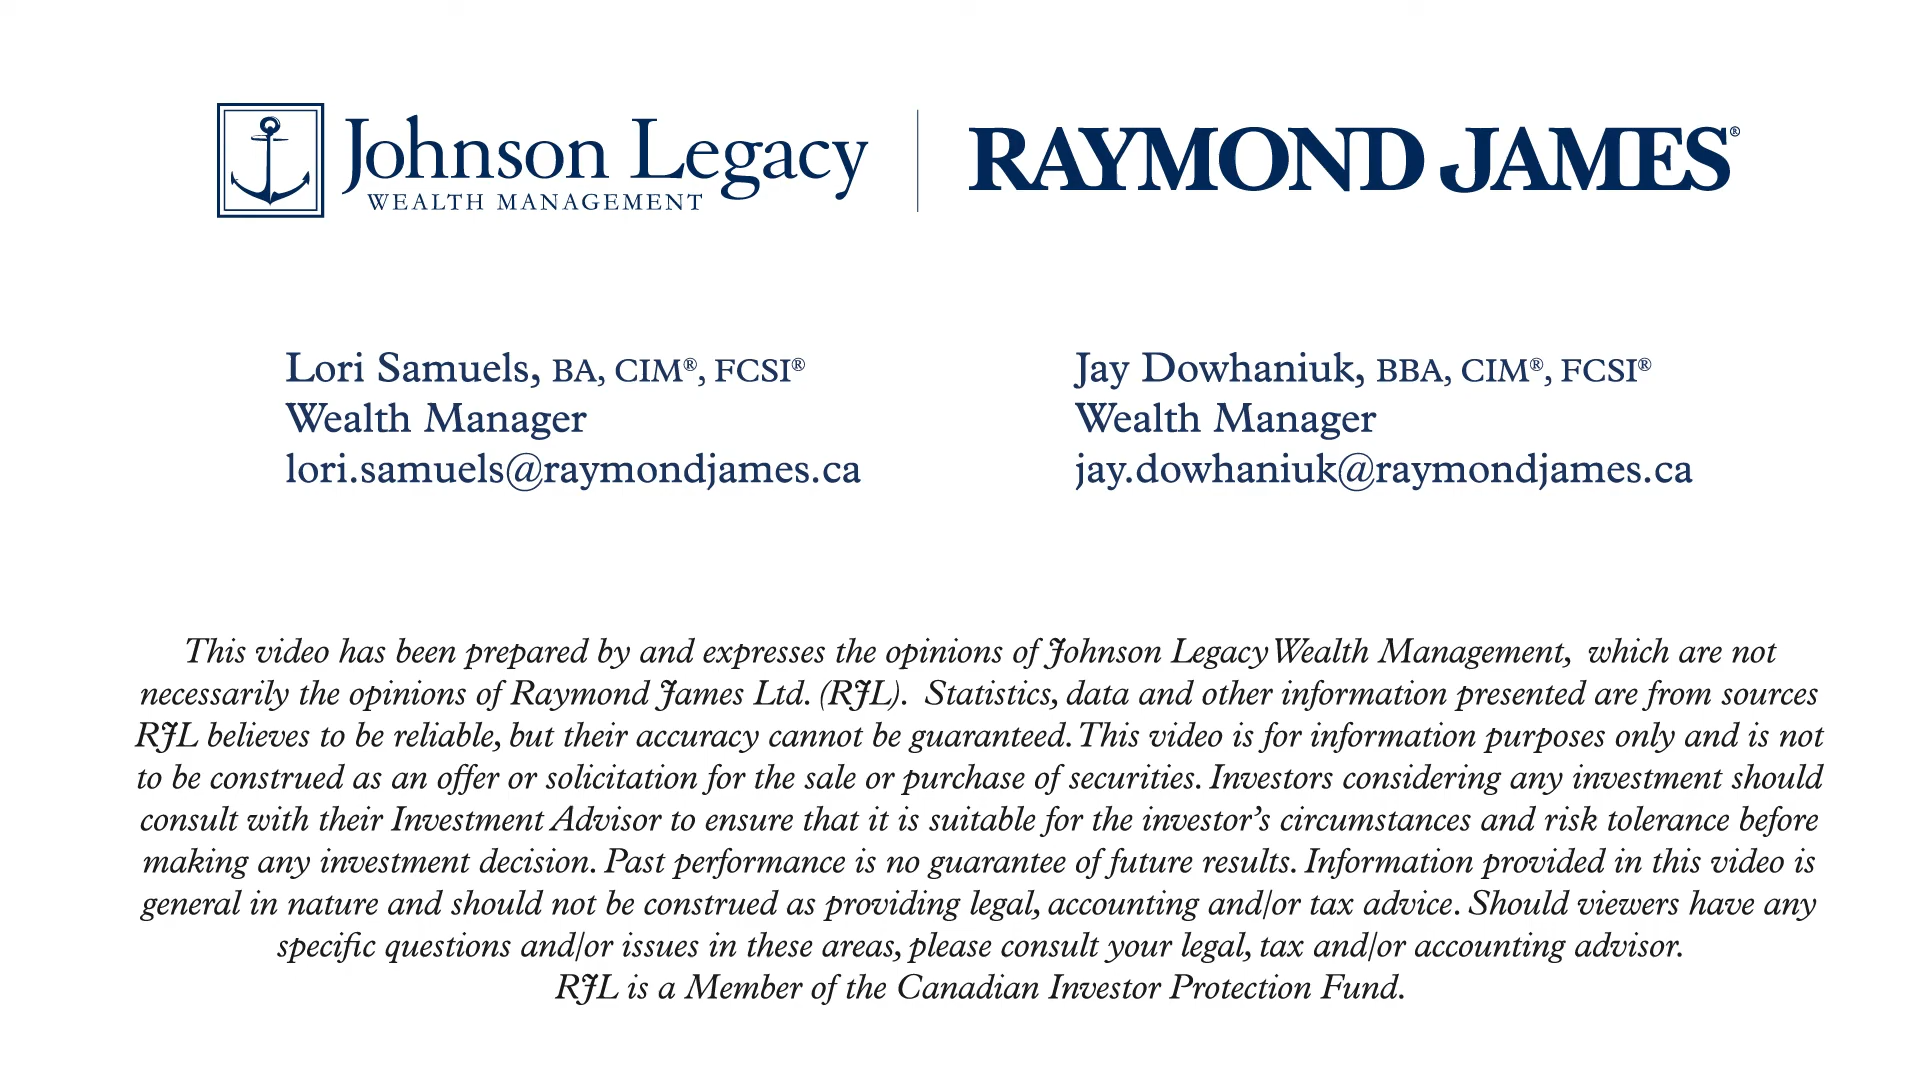 Johnson Legacy
WEALTH MANAGEMENT
RAYMOND JAMES®
Lori Samuels, BA, CIM®, FCSI®
Wealth Manager
lori.samuels@raymondjames.ca
Jay Dowhaniuk, BBA, CIM®, FCSI®
Wealth Manager
jay.dowhaniuk@raymondjames.ca
This video has been prepared by and expresses the opinions of Johnson Legacy Wealth Management, which are not
necessarily the opinions of Raymond James Ltd. (RJL). Statistics, data and other information presented are from sources
RJL believes to be reliable, but their accuracy cannot be guaranteed. This video is for information purposes only and is not
to be construed as an offer or solicitation for the sale or purchase of securities. Investors considering any investment should
consult with their Investment Advisor to ensure that it is suitable for the investor’s circumstances and risk tolerance before
making any investment decision. Past performance is no guarantee of future results. Information provided in this video is
general in nature and should not be construed as providing legal, accounting and/or tax advice. Should viewers have any
specific questions and/or issues in these areas, please consult your legal, tax and/or accounting advisor.
RJL is a Member of the Canadian Investor Protection Fund.